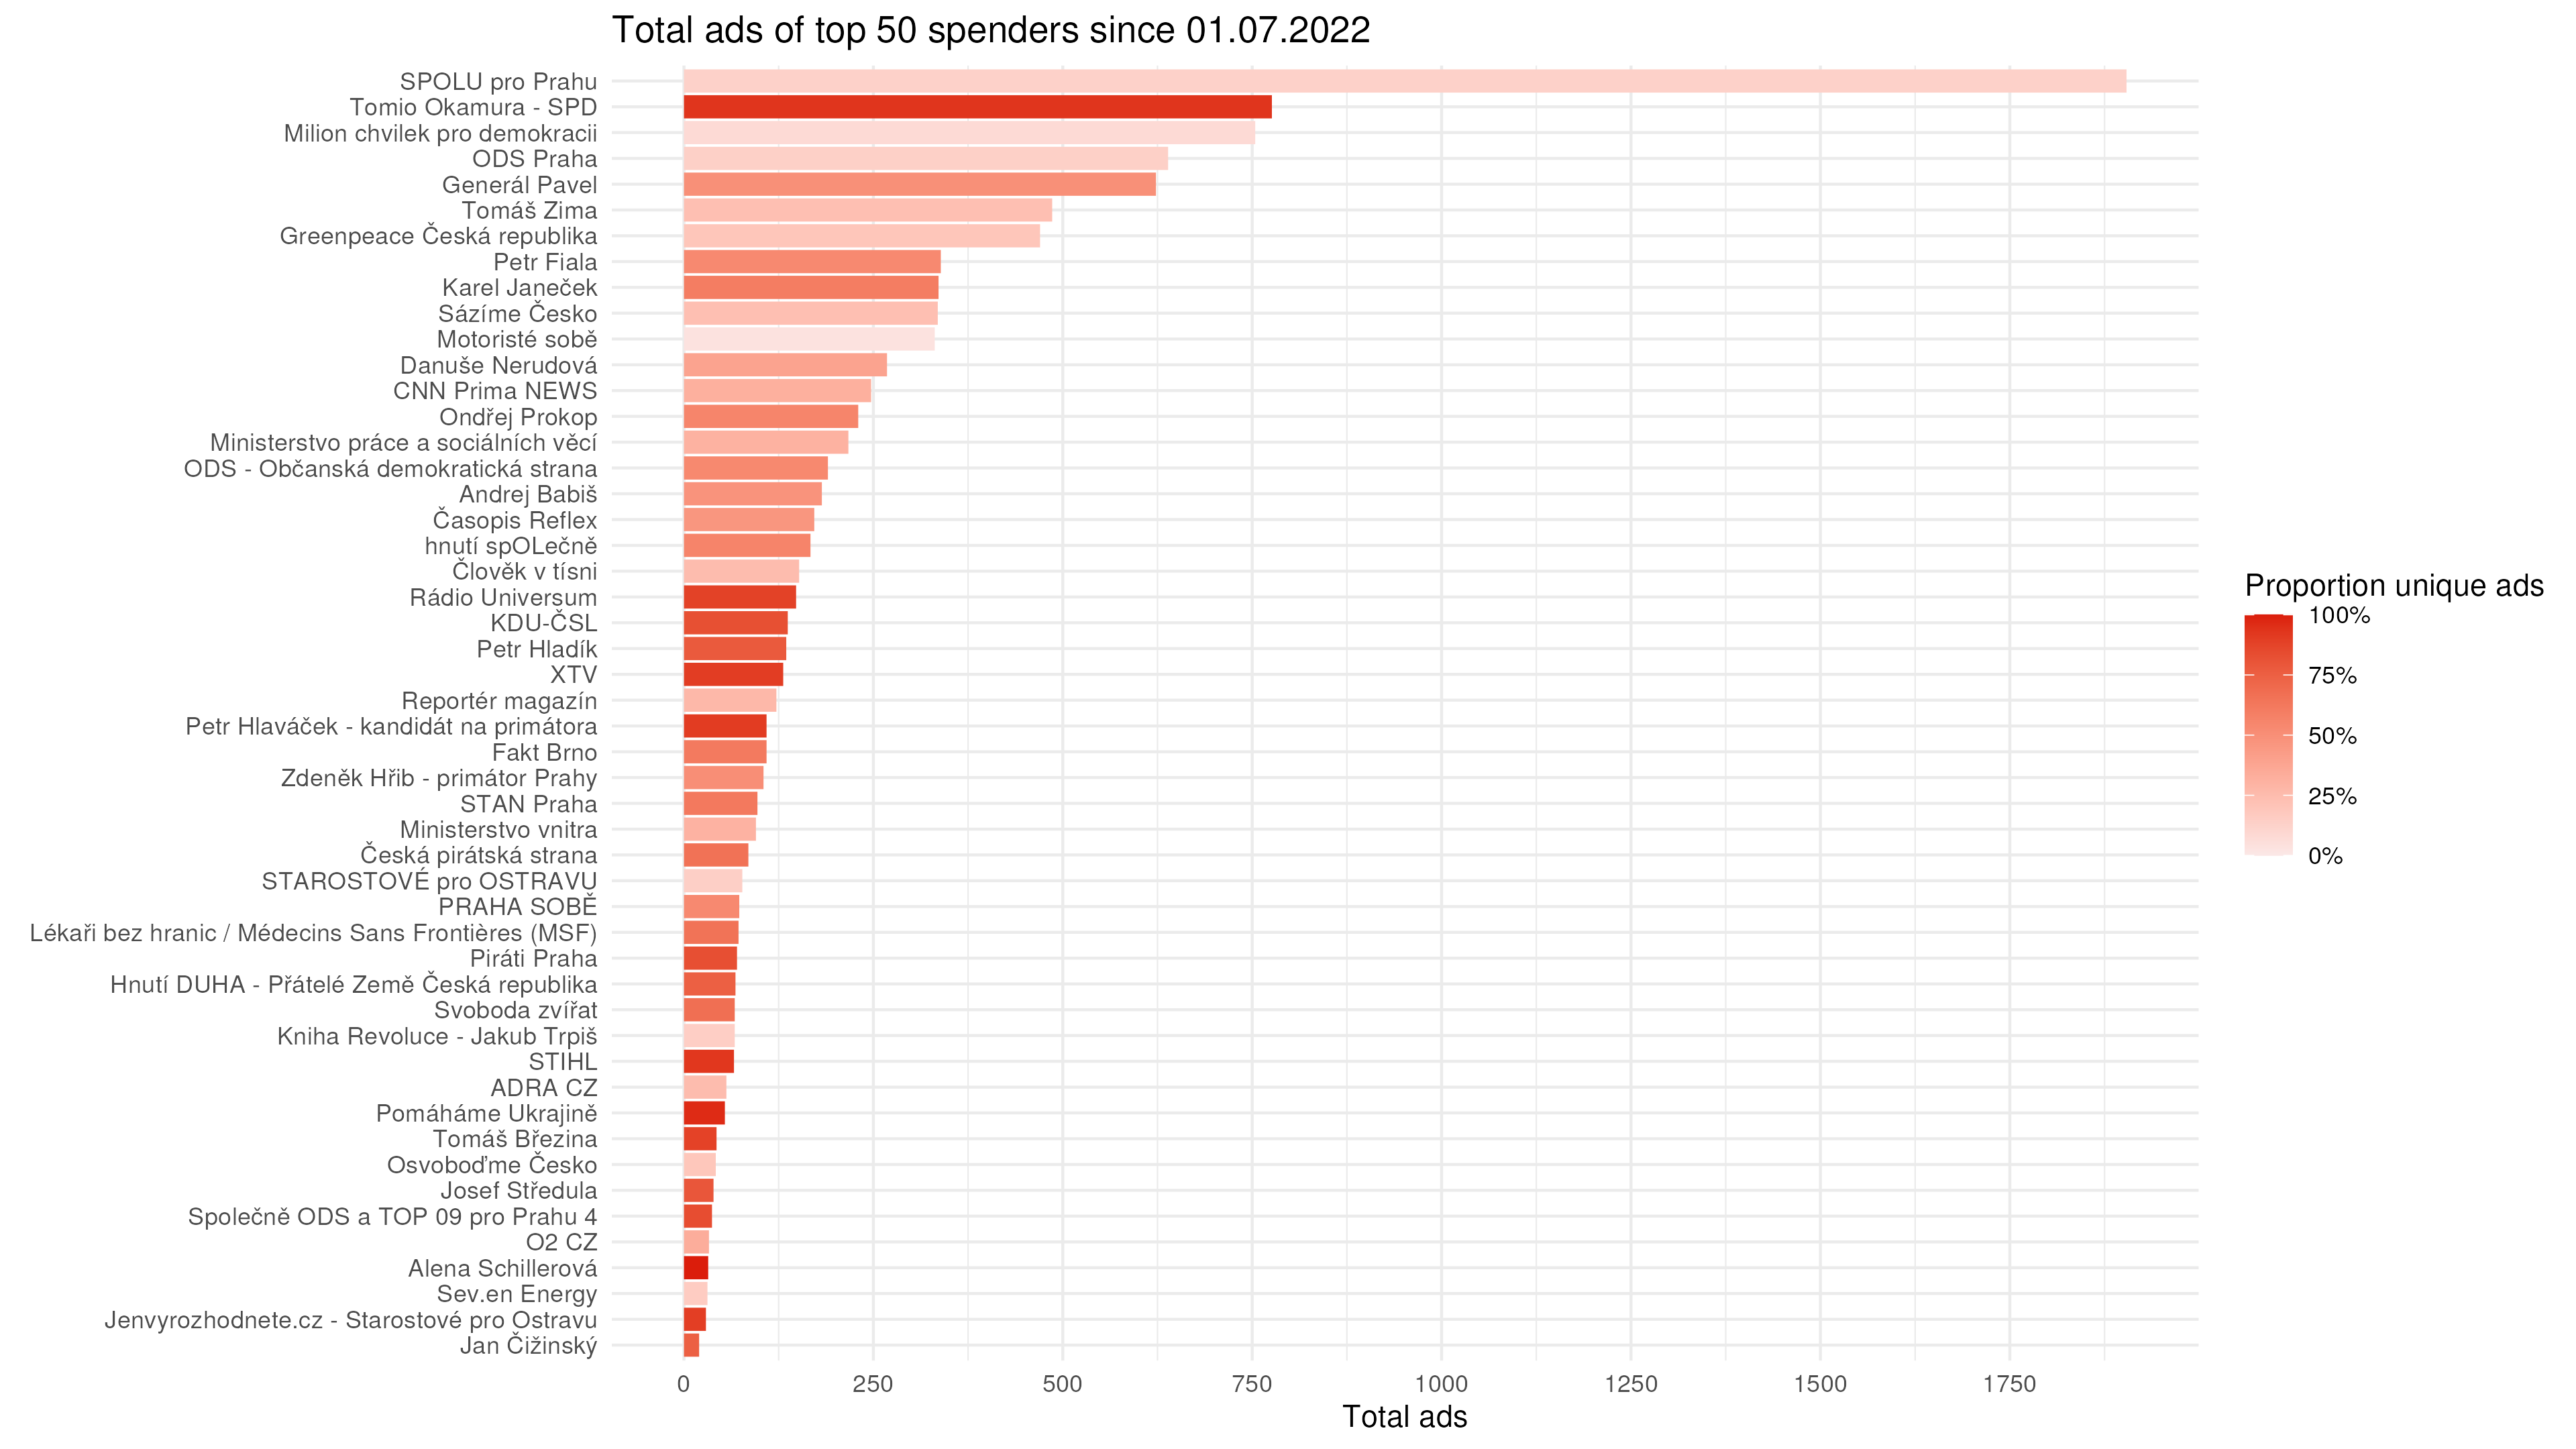 Total ads of top 50 spenders since 01.07.2022
SPOLU pro Prahu
Tomio Okamura - SPD
Milion chvilek pro demokracii
ODS Praha
Generál Pavel
Tomáš Zima
Greenpeace Česká republika
Petr Fiala
Karel Janeček
Sázíme Česko
Motoristé sobě
Danuše Nerudová
CNN Prima NEWS
Ondřej Prokop
Ministerstvo práce a sociálních věcí
ODS - Občanská demokratická strana
Andrej Babiš
Časopis Reflex
hnutí spOLečně
Člověk v tísni
Rádio Universum
KDU-ČSL
Petr Hladík
XTV
Reportér magazín
Petr Hlaváček - kandidát na primátora
Fakt Brno
Zdeněk Hřib - primátor Prahy
STAN Praha
Ministerstvo vnitra
Česká pirátská strana
STAROSTOVÉ pro OSTRAVU
PRAHA SOBĚ
Lékaři bez hranic / Médecins Sans Frontières (MSF)
Piráti Praha
Hnutí DUHA - Přátelé Země Česká republika
Svoboda zvířat
Kniha Revoluce - Jakub Trpiš
STIHL
ADRA CZ
Pomáháme Ukrajině
Tomáš Březina
Osvoboďme Česko
Josef Středula
Společně ODS a TOP 09 pro Prahu 4
O2 CZ
Alena Schillerová
Sev.en Energy
Jenvyrozhodnete.cz - Starostové pro Ostravu
Jan Čižinský
0 250 500 750 1000 1250 1500 1750
Total ads
Proportion unique ads
100%
75%
50%
25%
0%